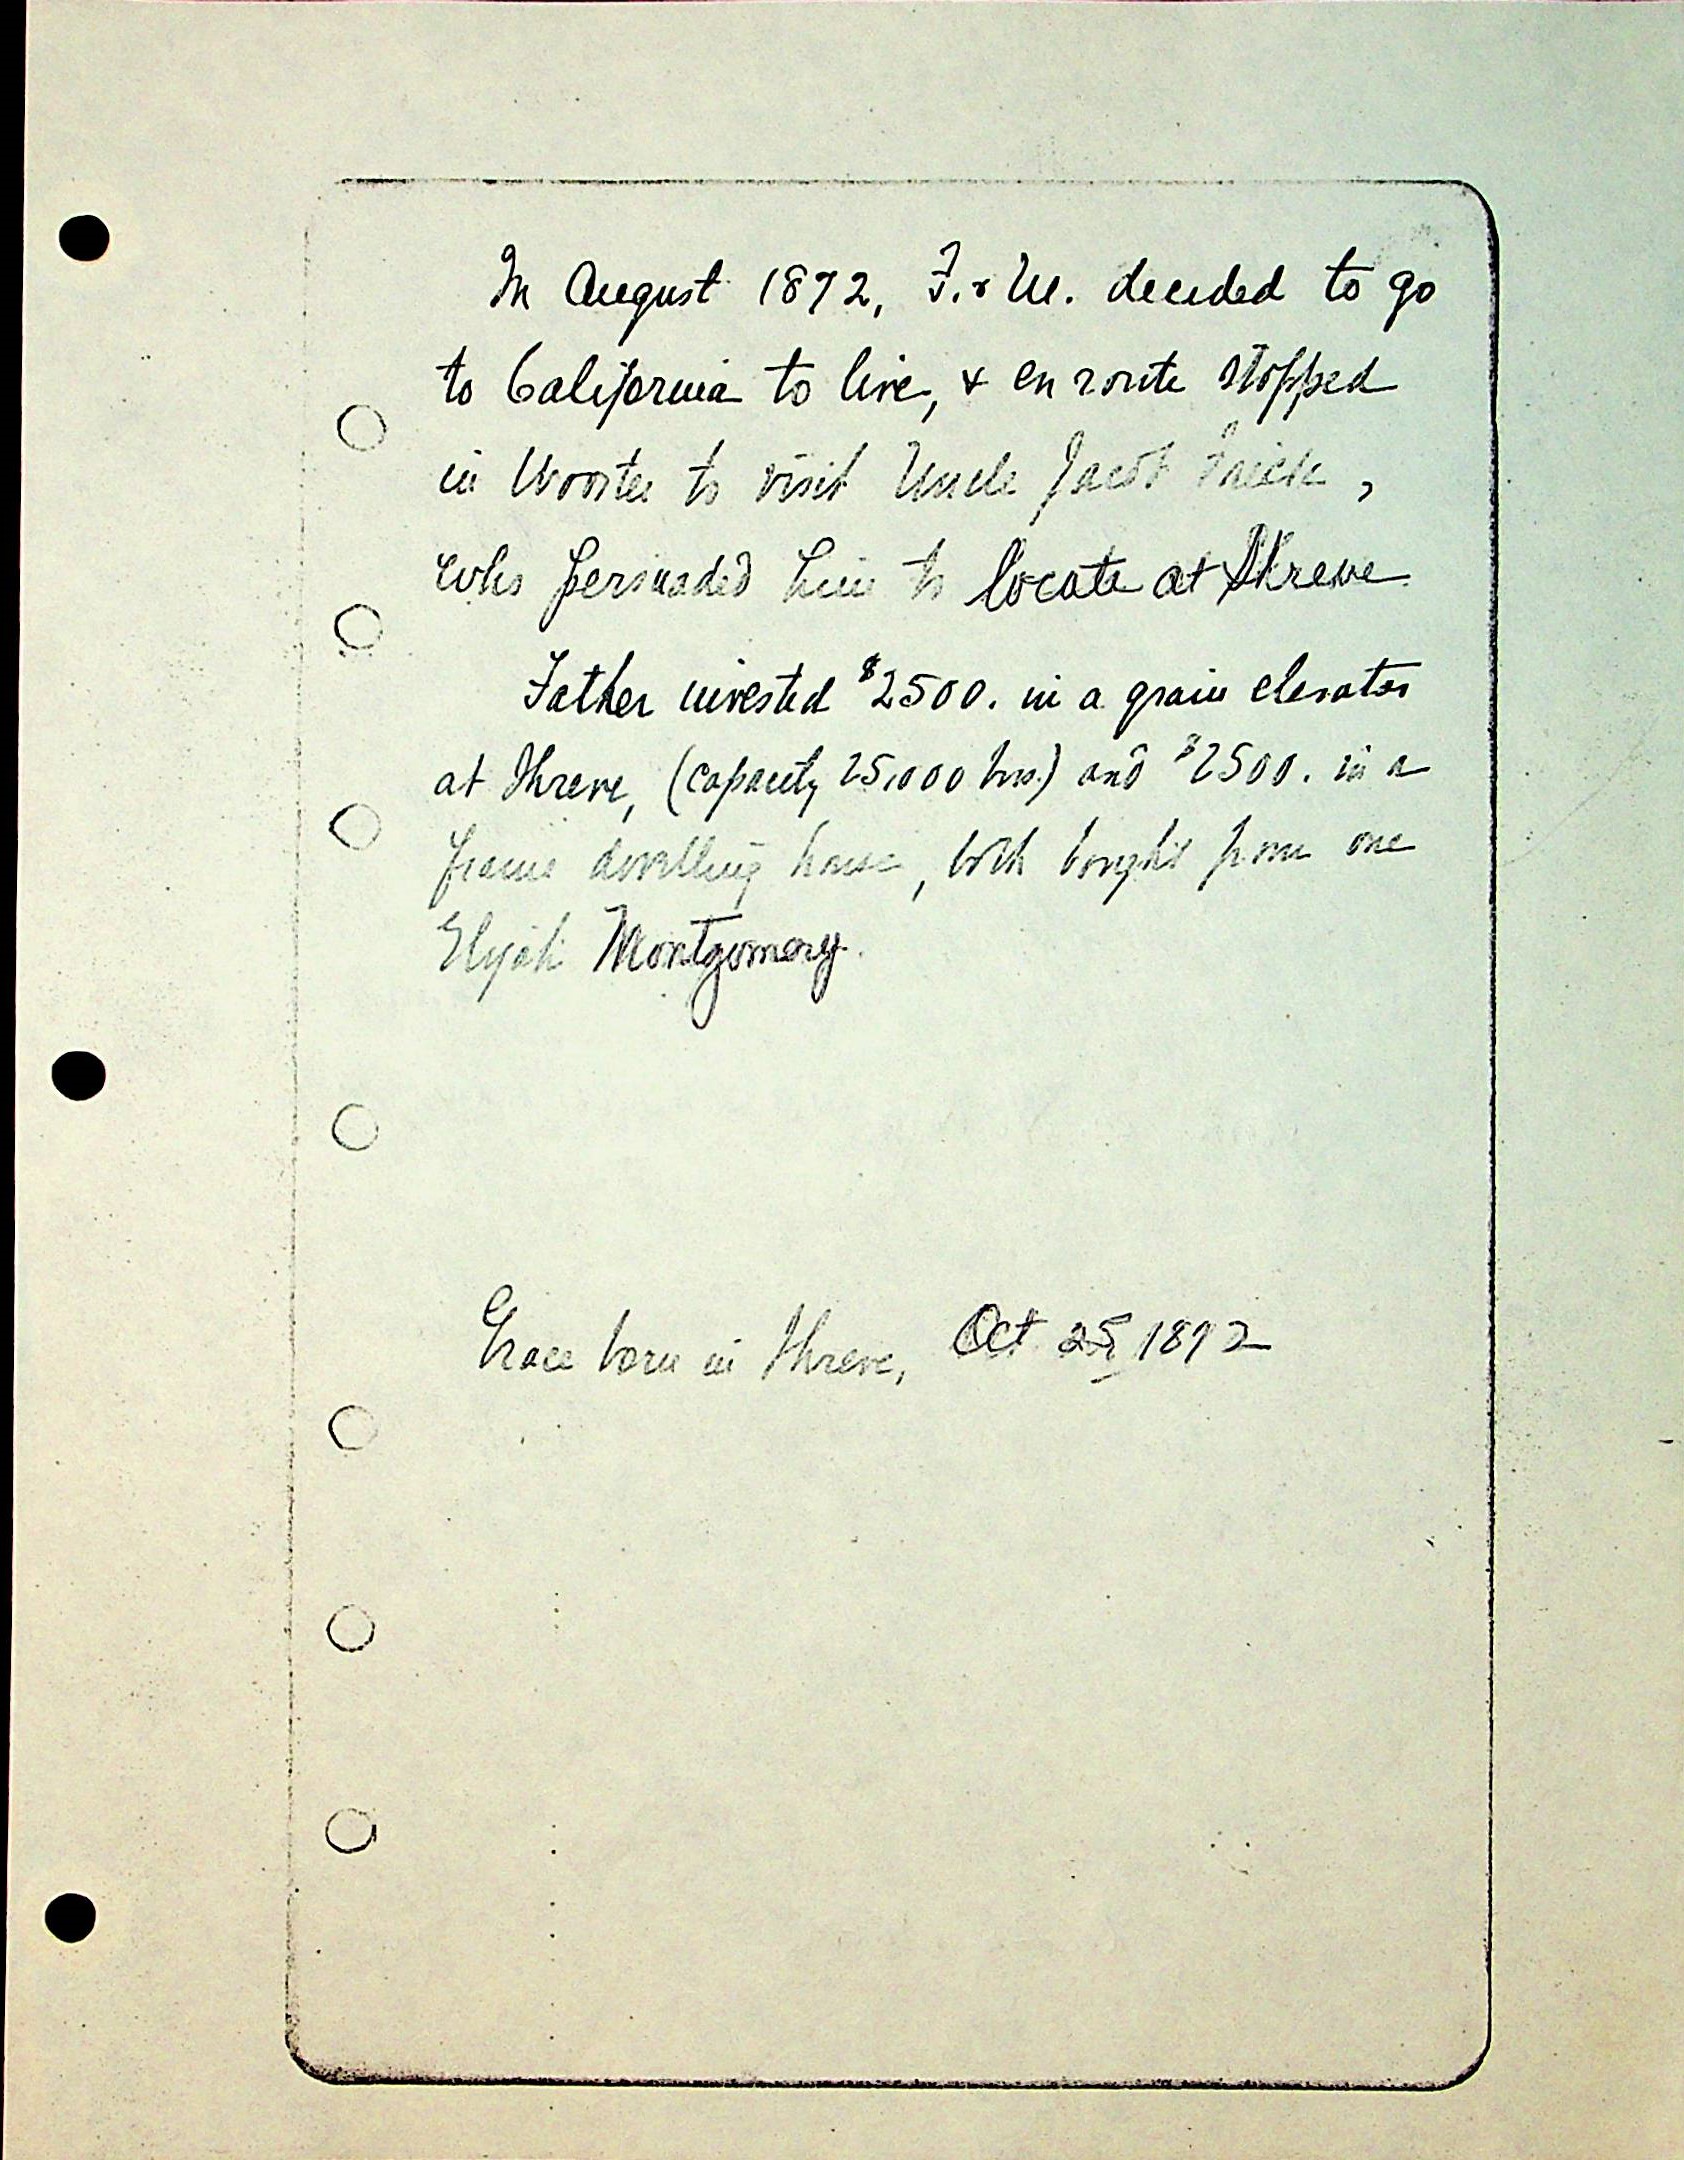 In August 1872, F. & M. decided to go
to California to live, & en route stopped
in Wooster to visit Uncle Jacob Frick,
who persuaded him to locate at Shreve
Father invested $2500. in a grain elevator
at Shreve, (capacity 25,000 bus.) and $2500. in a
frame dwelling house, both bought from one
Elijah Montgomery.
Grace born in Shreve, Oct 25, 1872